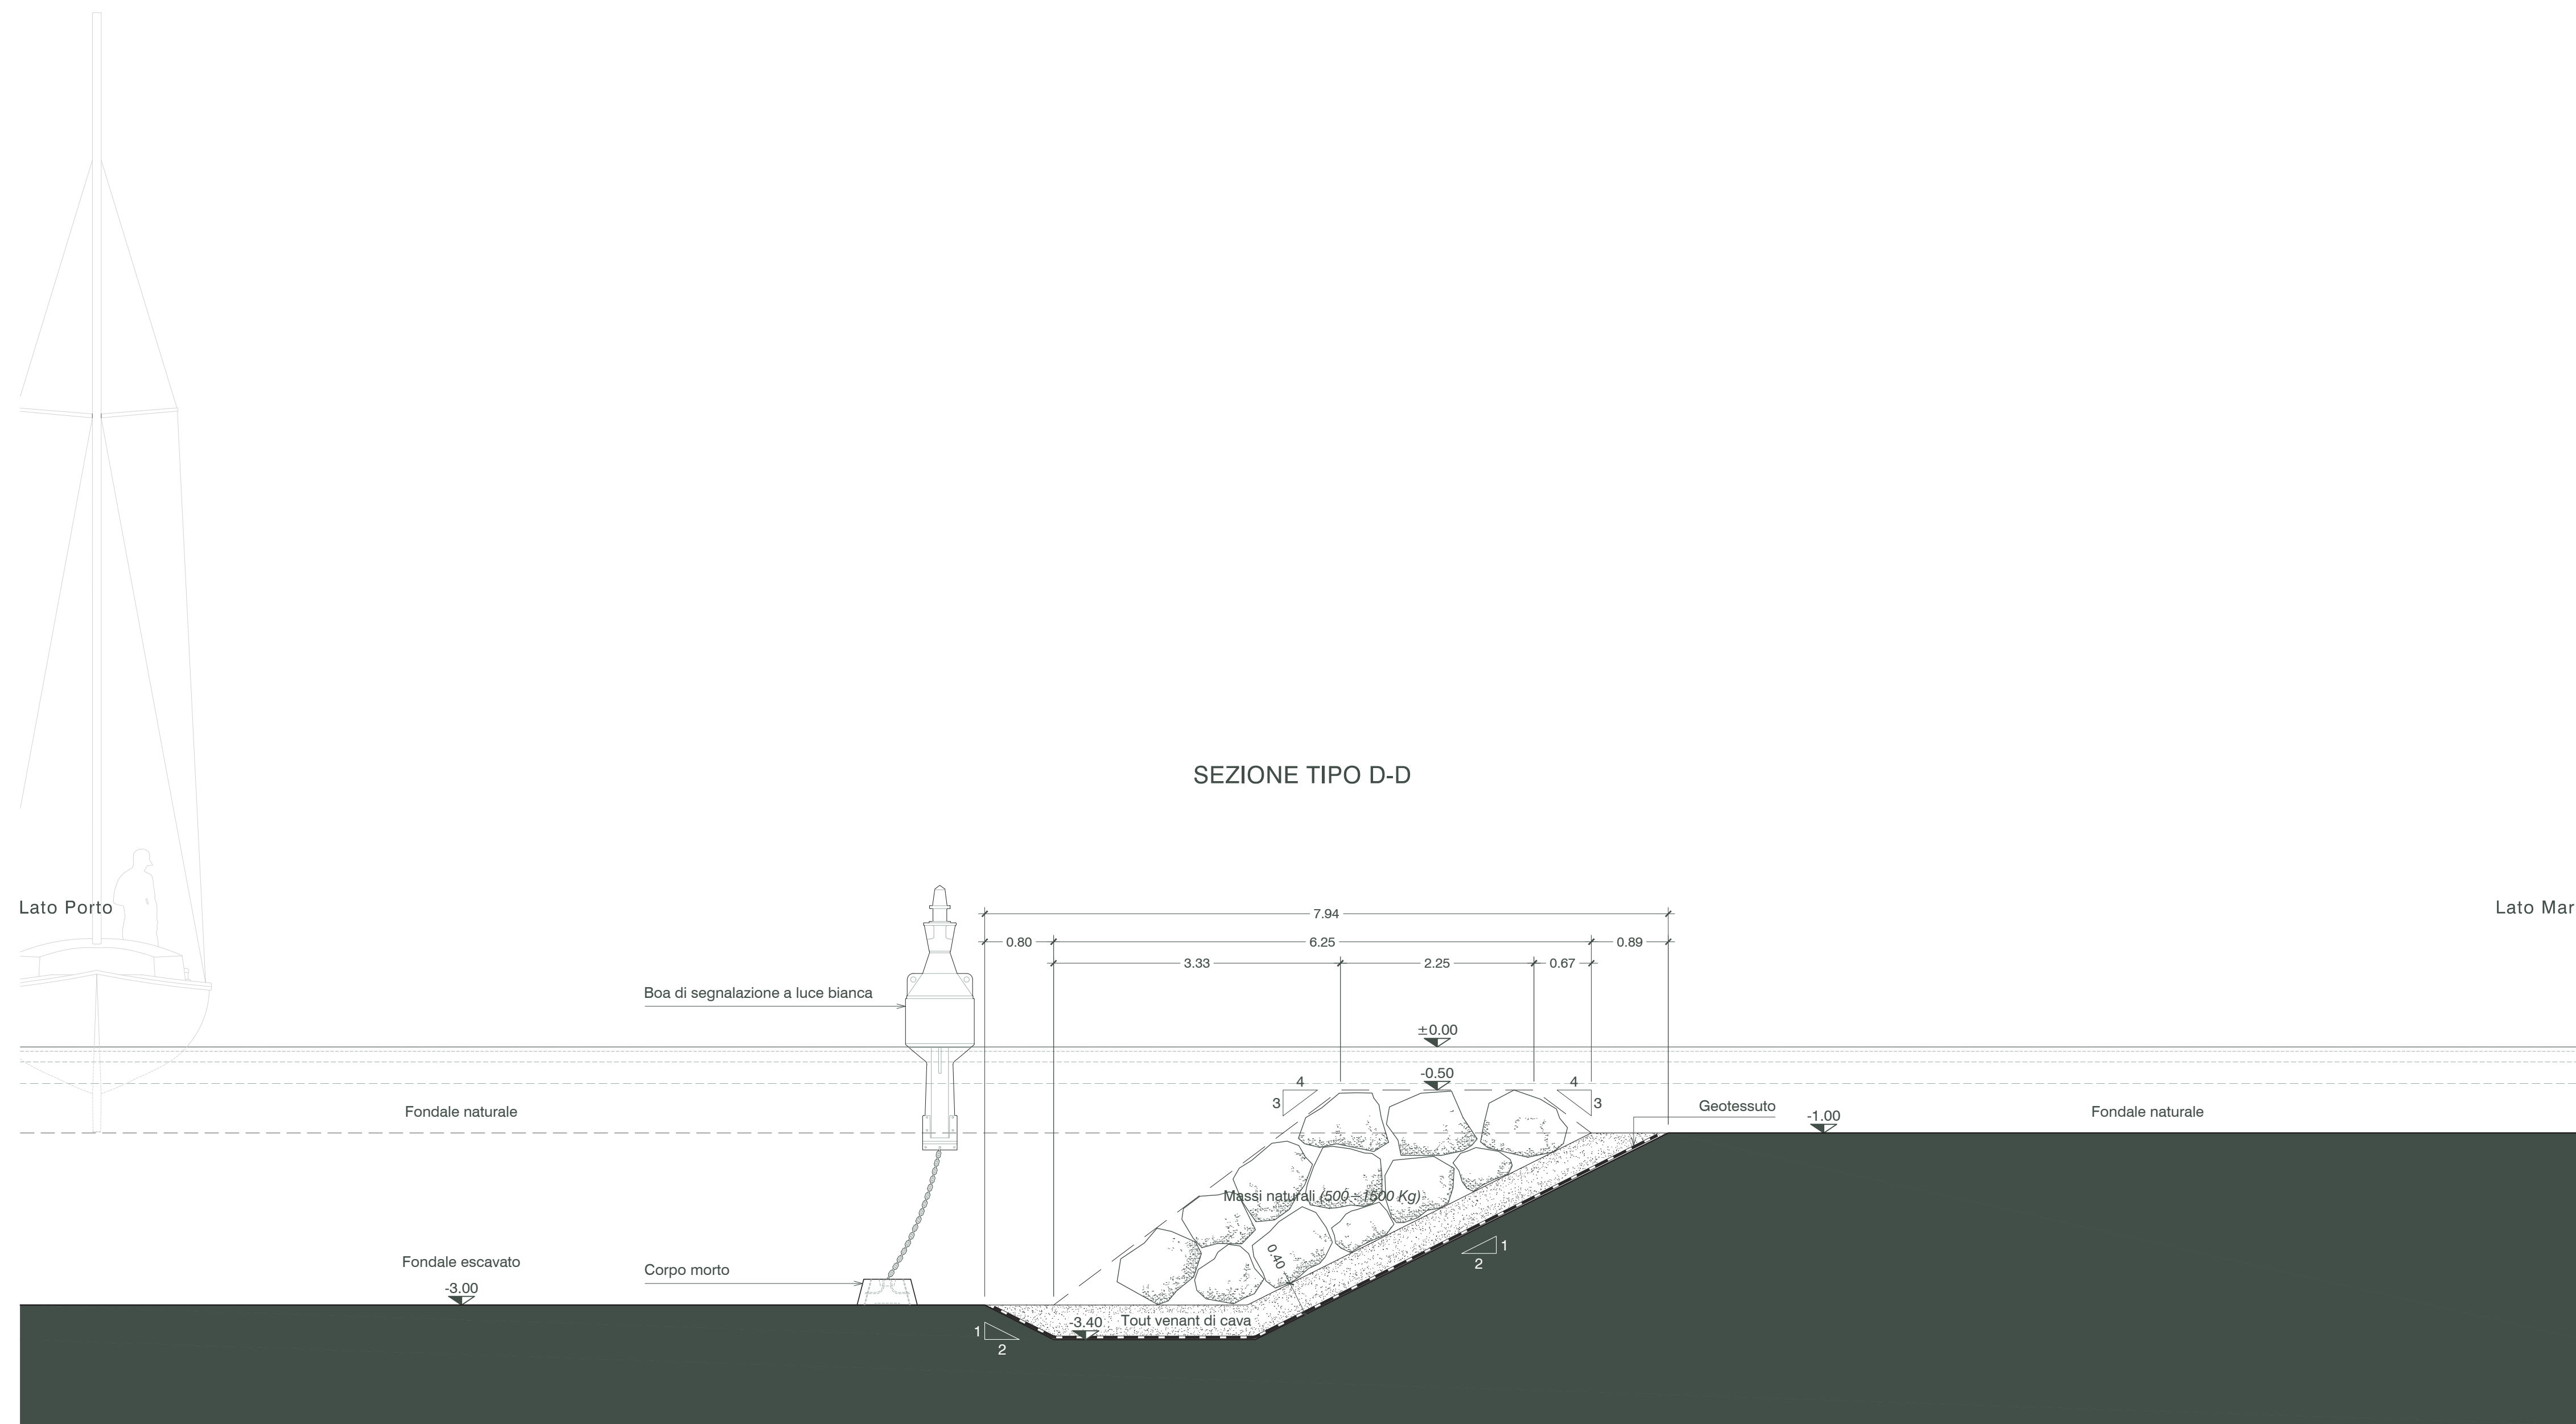 SEZIONE TIPO D-D
Lato Porto
Lato Mar
7.94
0.80
6.25
0.89
3.33
2.25
0.67
Boa di segnalazione a luce bianca
±0.00
-0.50
4
3
4
3
Fondale naturale
Geotessuto
-1.00
Fondale naturale
Massi naturali (500÷1500 Kg)
0.40
1
2
Fondale escavato
-3.00
Corpo morto
-3.40
Tout venant di cava
1
2